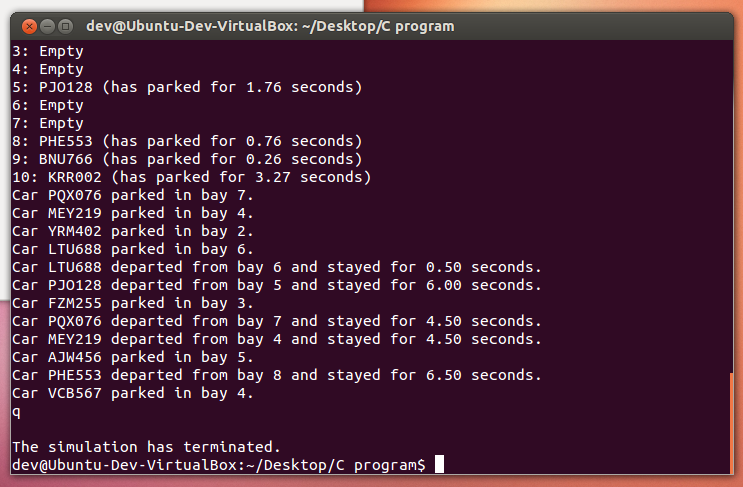 dev@Ubuntu-Dev-VirtualBox: ~/Desktop/C program
3: Empty
4: Empty
5: PJO128 (has parked for 1.76 seconds)
6: Empty
7: Empty
8: PHE553 (has parked for 0.76 seconds)
9: BNU766 (has parked for 0.26 seconds)
10: KRR002 (has parked for 3.27 seconds)
Car PQX076 parked in bay 7.
Car MEY219 parked in bay 4.
Car YRM402 parked in bay 2.
Car LTU688 parked in bay 6.
Car LTU688 departed from bay 6 and stayed for 0.50 seconds.
Car PJO128 departed from bay 5 and stayed for 6.00 seconds.
Car FZM255 parked in bay 3.
Car PQX076 departed from bay 7 and stayed for 4.50 seconds.
Car MEY219 departed from bay 4 and stayed for 4.50 seconds.
Car AJW456 parked in bay 5.
Car PHE553 departed from bay 8 and stayed for 6.50 seconds.
Car VCB567 parked in bay 4.
q
The simulation has terminated.
dev@Ubuntu-Dev-VirtualBox:~/Desktop/C program$